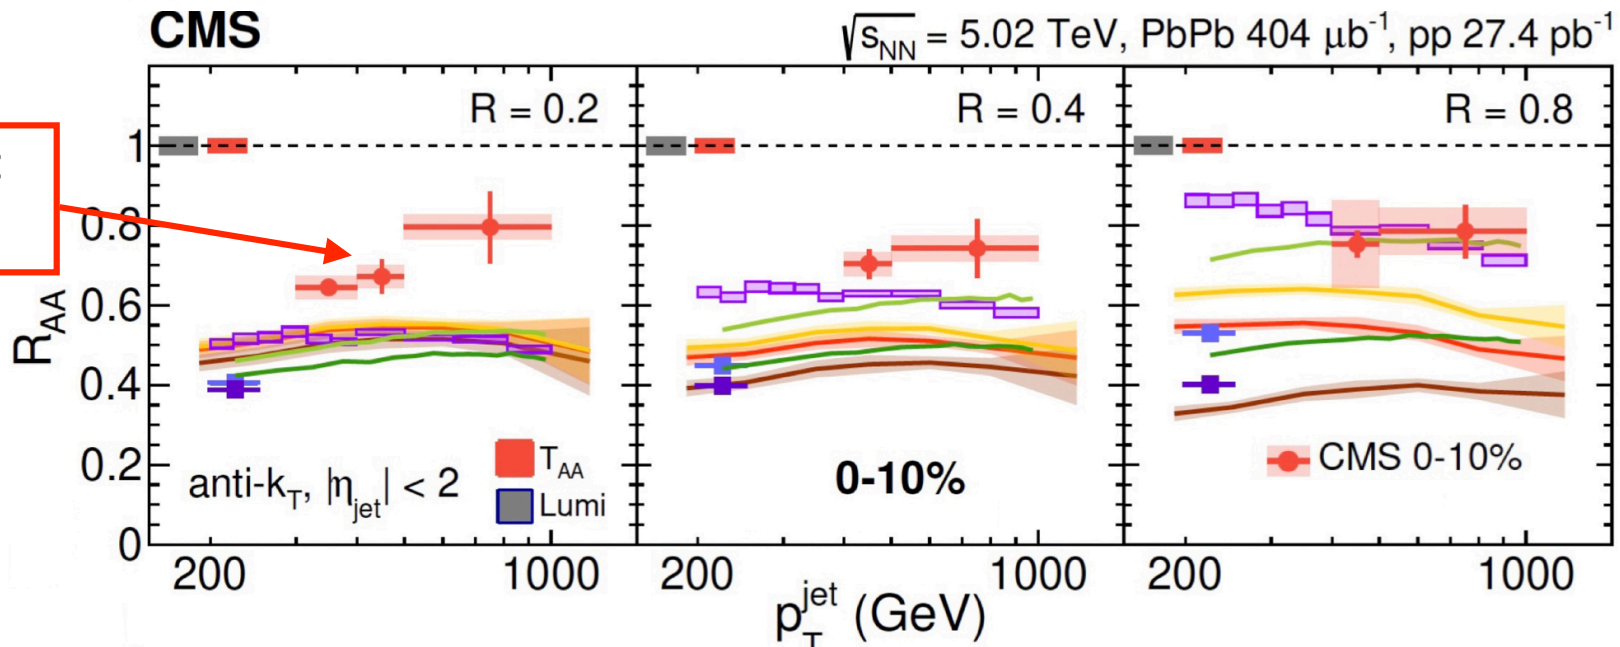 CMS
√s_NN = 5.02 TeV, PbPb 404 μb⁻¹, pp 27.4 pb⁻¹
R = 0.2
R = 0.4
R = 0.8
1
0.8
0.6
0.4
0.2
0
R_AA
T_AA
Lumi
anti-k_T, |η_jet| < 2
0-10%
CMS 0-10%
200 1000 200 1000 200 1000
p_T^jet (GeV)